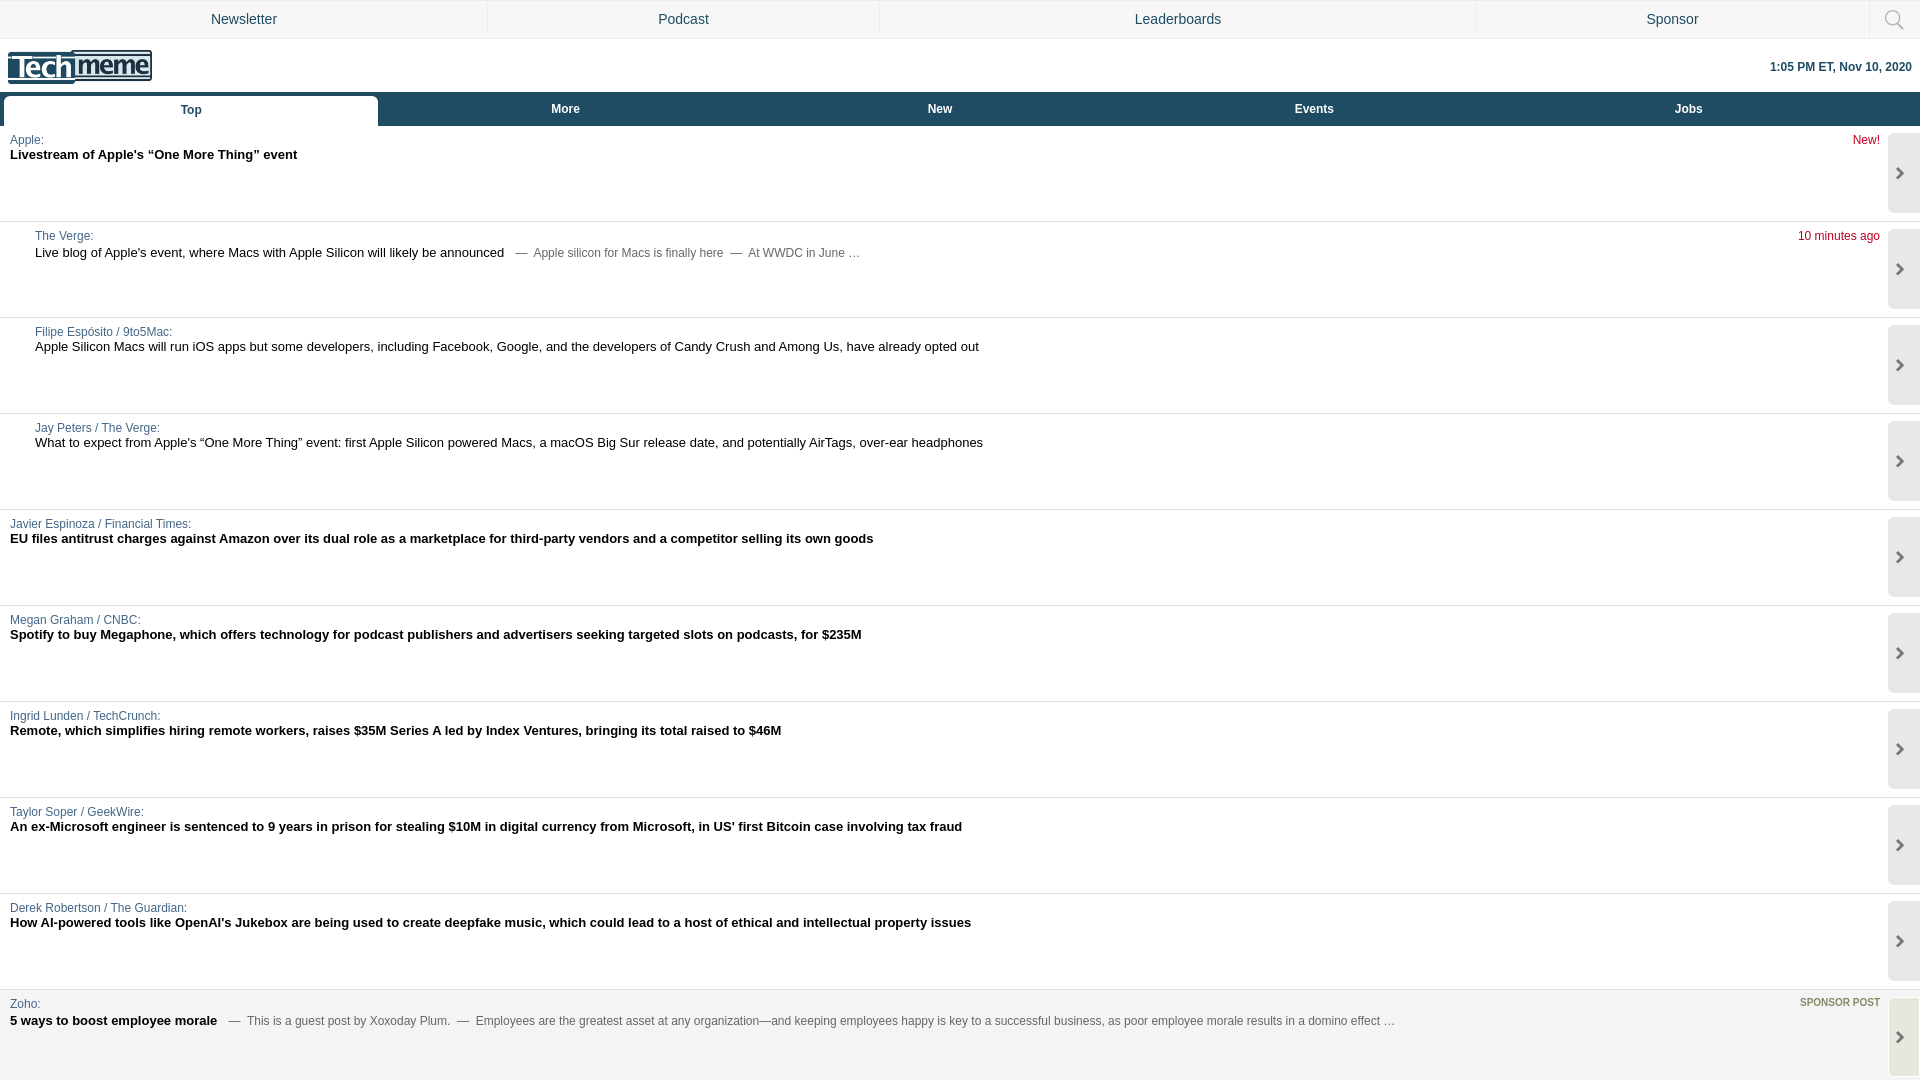 Newsletter
Podcast
Leaderboards
Sponsor
Techmeme
1:05 PM ET, Nov 10, 2020
Top
More
New
Events
Jobs
Apple:
New!
Livestream of Apple's “One More Thing” event
The Verge:
10 minutes ago
Live blog of Apple's event, where Macs with Apple Silicon will likely be announced — Apple silicon for Macs is finally here — At WWDC in June …
Filipe Espósito / 9to5Mac:
Apple Silicon Macs will run iOS apps but some developers, including Facebook, Google, and the developers of Candy Crush and Among Us, have already opted out
Jay Peters / The Verge:
What to expect from Apple's “One More Thing” event: first Apple Silicon powered Macs, a macOS Big Sur release date, and potentially AirTags, over-ear headphones
Javier Espinoza / Financial Times:
EU files antitrust charges against Amazon over its dual role as a marketplace for third-party vendors and a competitor selling its own goods
Megan Graham / CNBC:
Spotify to buy Megaphone, which offers technology for podcast publishers and advertisers seeking targeted slots on podcasts, for $235M
Ingrid Lunden / TechCrunch:
Remote, which simplifies hiring remote workers, raises $35M Series A led by Index Ventures, bringing its total raised to $46M
Taylor Soper / GeekWire:
An ex-Microsoft engineer is sentenced to 9 years in prison for stealing $10M in digital currency from Microsoft, in US' first Bitcoin case involving tax fraud
Derek Robertson / The Guardian:
How AI-powered tools like OpenAI's Jukebox are being used to create deepfake music, which could lead to a host of ethical and intellectual property issues
Zoho:
SPONSOR POST
5 ways to boost employee morale — This is a guest post by Xoxoday Plum. — Employees are the greatest asset at any organization—and keeping employees happy is key to a successful business, as poor employee morale results in a domino effect …